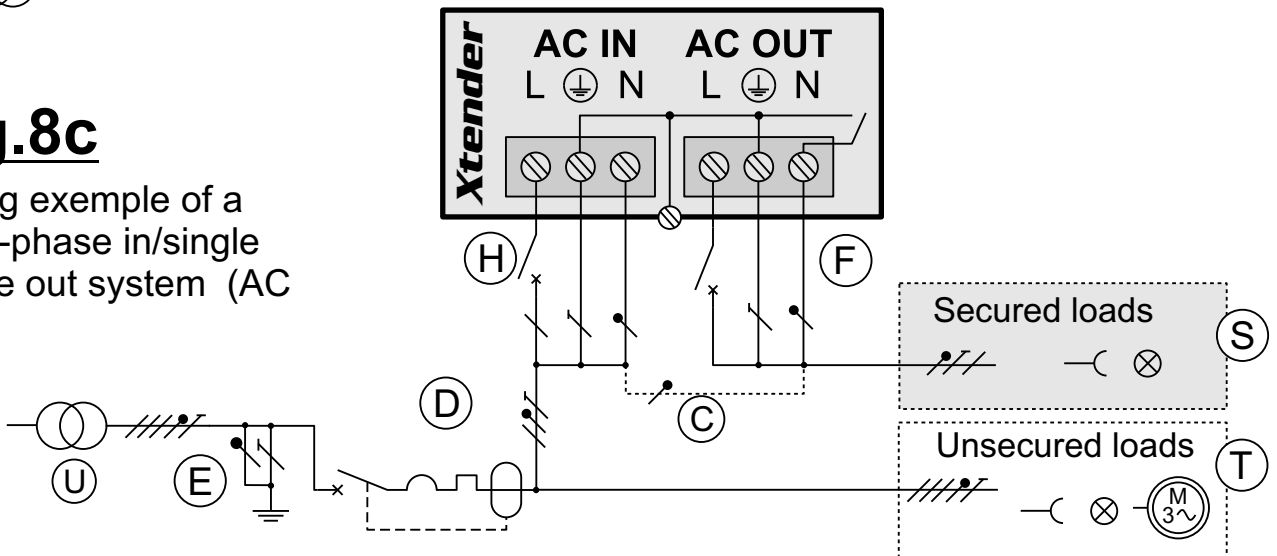 Xtender
AC IN AC OUT
L N L N
g.8c
g exemple of a
-phase in/single
e out system (AC
H
F
Secured loads
S
D
C
Unsecured loads
T
U
E
M
3~